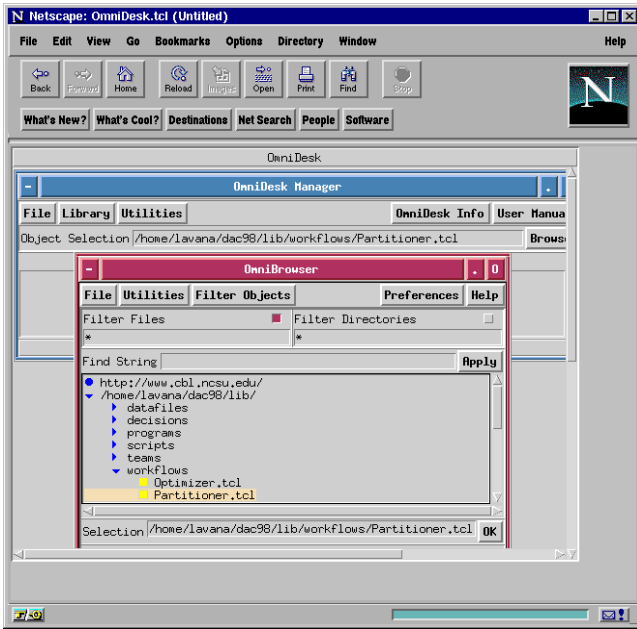 N Netscape: OmniDesk.tcl (Untitled)
File Edit View Go Bookmarks Options Directory Window Help
Back Forward Home Reload Images Open Print Find Stop
N
What's New? What's Cool? Destinations Net Search People Software
OmniDesk
- OmniDesk Manager .
File Library Utilities OmniDesk Info User Manua
Object Selection /home/lavana/dac98/lib/workflows/Partitioner.tcl Brows
- OmniBrowser . O
File Utilities Filter Objects Preferences Help
Filter Files Filter Directories
* *
Find String Apply
http://www.cbl.ncsu.edu/
/home/lavana/dac98/lib/
datafiles
decisions
programs
scripts
teams
workflows
Optimizer.tcl
Partitioner.tcl
Selection /home/lavana/dac98/lib/workflows/Partitioner.tcl OK